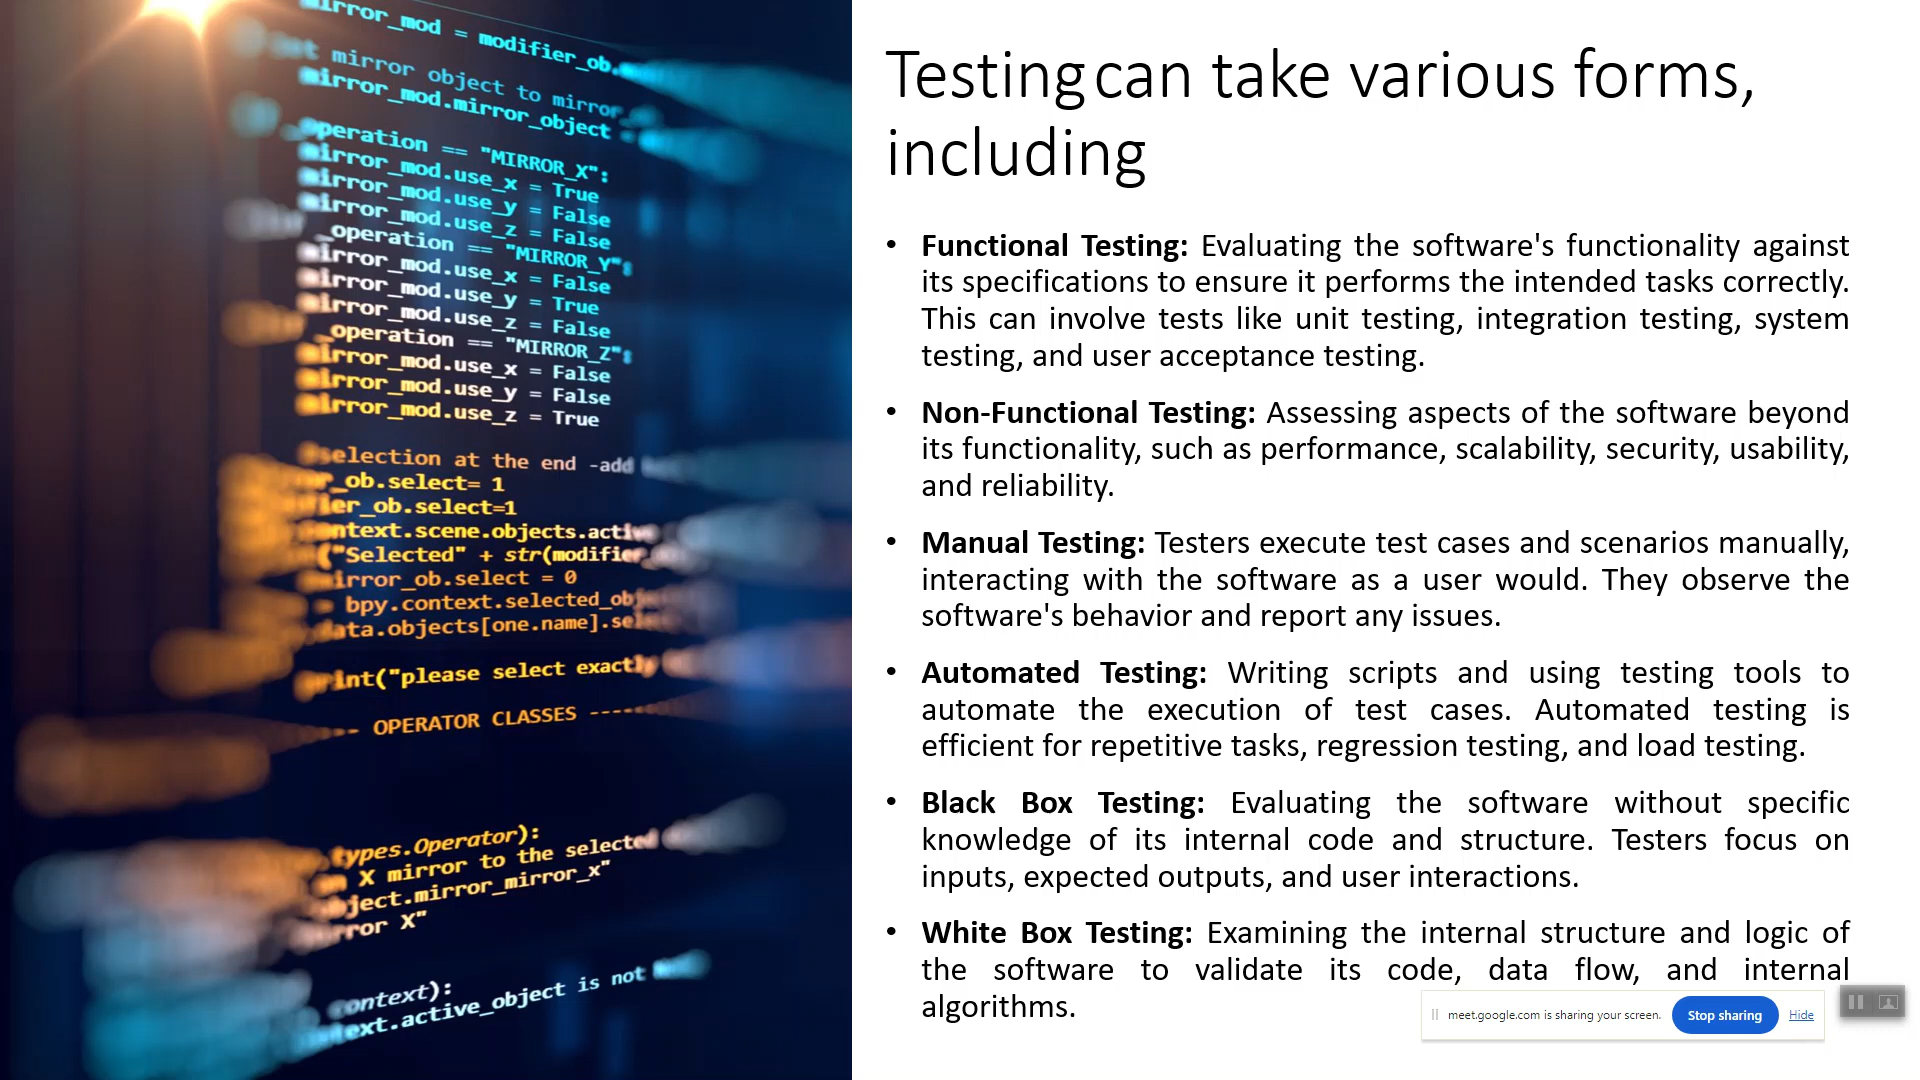 mirror_mod = modifier_ob.
mirror object to mirror
mirror_mod.mirror_object
_operation == "MIRROR_X":
mirror_mod.use_x = True
mirror_mod.use_y = False
mirror_mod.use_z = False
_operation == "MIRROR_Y":
mirror_mod.use_x = False
mirror_mod.use_y = True
mirror_mod.use_z = False
_operation == "MIRROR_Z":
mirror_mod.use_x = False
mirror_mod.use_y = False
mirror_mod.use_z = True
selection at the end -add
_ob.select= 1
ier_ob.select=1
ntext.scene.objects.active
("Selected" + str(modifier
irror_ob.select = 0
bpy.context.selected_ob
data.objects[one.name].sel
print("please select exactly
OPERATOR CLASSES ----
types.Operator):
X mirror to the selected
ject.mirror_mirror_x"
rror X"
context):
ntext.active_object is not
Testing can take various forms,
including
• Functional Testing: Evaluating the software's functionality against
its specifications to ensure it performs the intended tasks correctly.
This can involve tests like unit testing, integration testing, system
testing, and user acceptance testing.
• Non-Functional Testing: Assessing aspects of the software beyond
its functionality, such as performance, scalability, security, usability,
and reliability.
• Manual Testing: Testers execute test cases and scenarios manually,
interacting with the software as a user would. They observe the
software's behavior and report any issues.
• Automated Testing: Writing scripts and using testing tools to
automate the execution of test cases. Automated testing is
efficient for repetitive tasks, regression testing, and load testing.
• Black Box Testing: Evaluating the software without specific
knowledge of its internal code and structure. Testers focus on
inputs, expected outputs, and user interactions.
• White Box Testing: Examining the internal structure and logic of
the software to validate its code, data flow, and internal
algorithms.
meet.google.com is sharing your screen.
Stop sharing
Hide